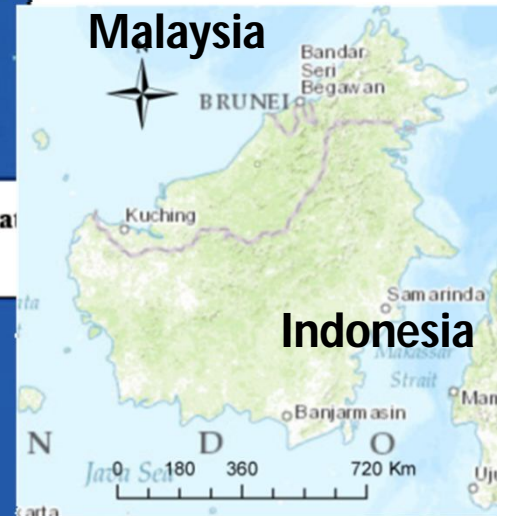 Malaysia
N
Bandar
Seri
Begawan
BRUNEI
Kuching
Samarinda
Indonesia
Makassar
Strait
Banjarmasin
N D O
Java Sea
0 180 360 720 Km